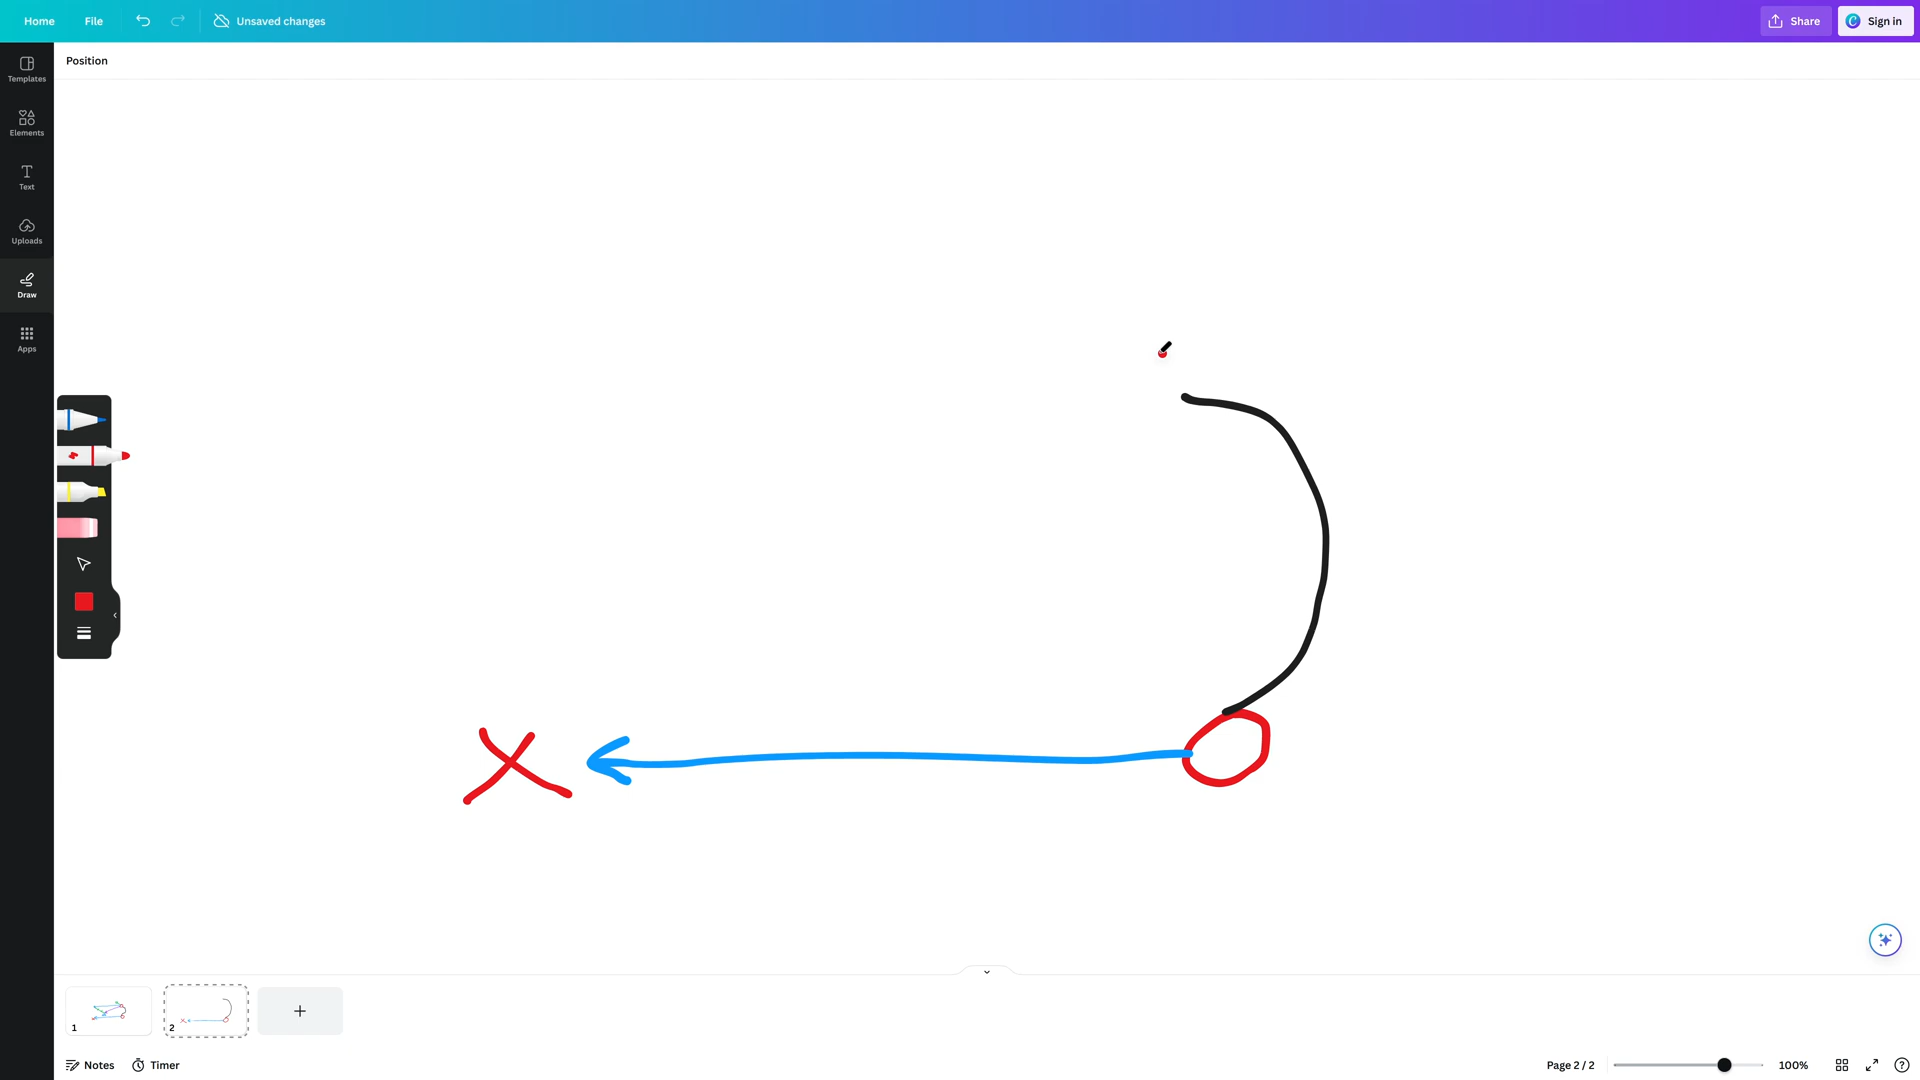 Home File Unsaved changes Share Sign in
Templates
Position
Elements
Text
Uploads
Draw
Apps
1 2 +
Notes Timer Page 2 / 2 100%